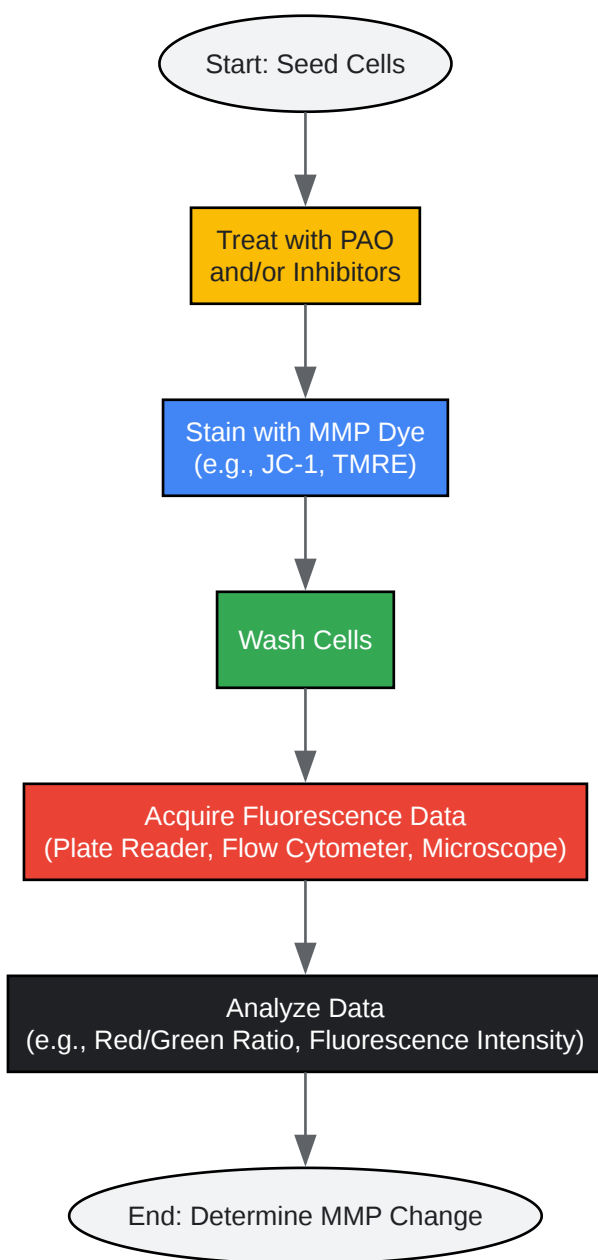 Start: Seed Cells
Treat with PAO
and/or Inhibitors
Stain with MMP Dye
(e.g., JC-1, TMRE)
Wash Cells
Acquire Fluorescence Data
(Plate Reader, Flow Cytometer, Microscope)
Analyze Data
(e.g., Red/Green Ratio, Fluorescence Intensity)
End: Determine MMP Change